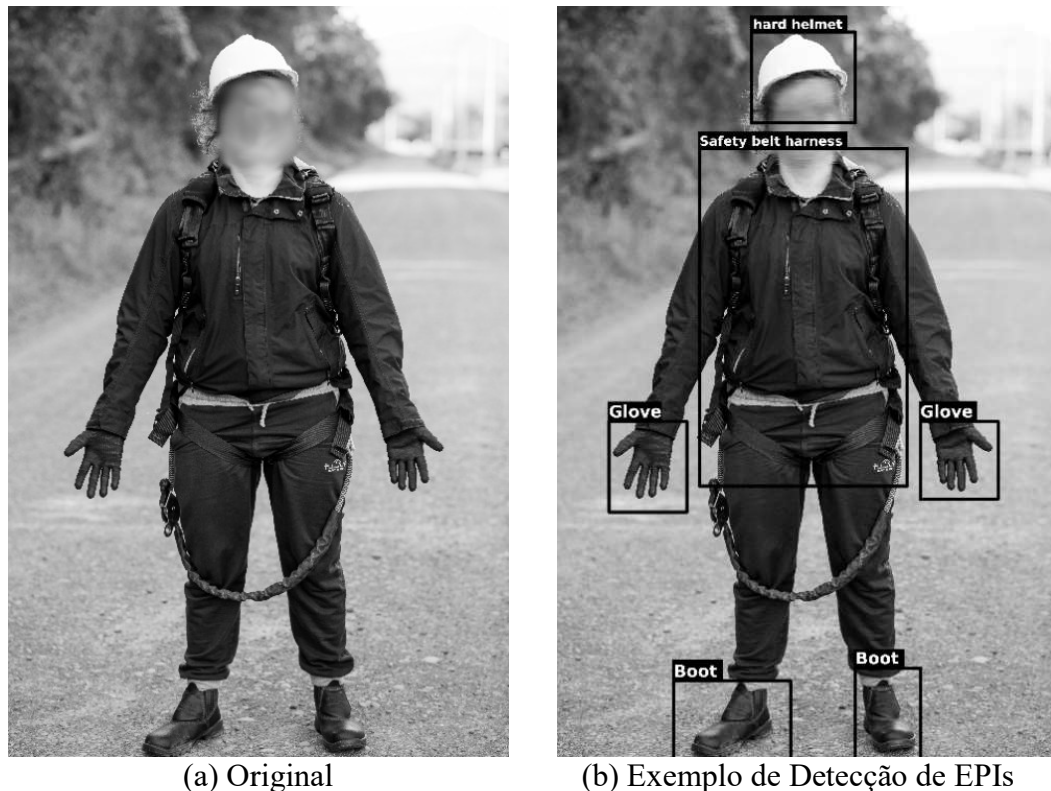 hard helmet
Safety belt harness
Glove
Glove
Boot
Boot
(a) Original
(b) Exemplo de Detecção de EPIs